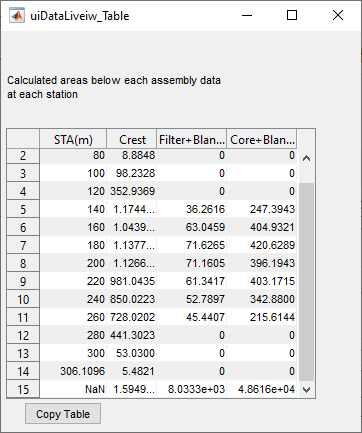 uiDataLiveiw_Table
Calculated areas below each assembly data
at each station
STA(m) Crest Filter+Blan... Core+Blan...
2 80 8.8848 0 0
3 100 98.2328 0 0
4 120 352.9369 0 0
5 140 1.1744... 36.2616 247.3943
6 160 1.0439... 63.0459 404.9321
7 180 1.1377... 71.6265 420.6289
8 200 1.1266... 71.1605 396.1943
9 220 981.0435 61.3417 403.1715
10 240 850.0223 52.7897 342.8800
11 260 728.0202 45.4407 215.6144
12 280 441.3023 0 0
13 300 53.0300 0 0
14 306.1096 5.4821 0 0
15 NaN 1.5949... 8.0333e+03 4.8616e+04
Copy Table